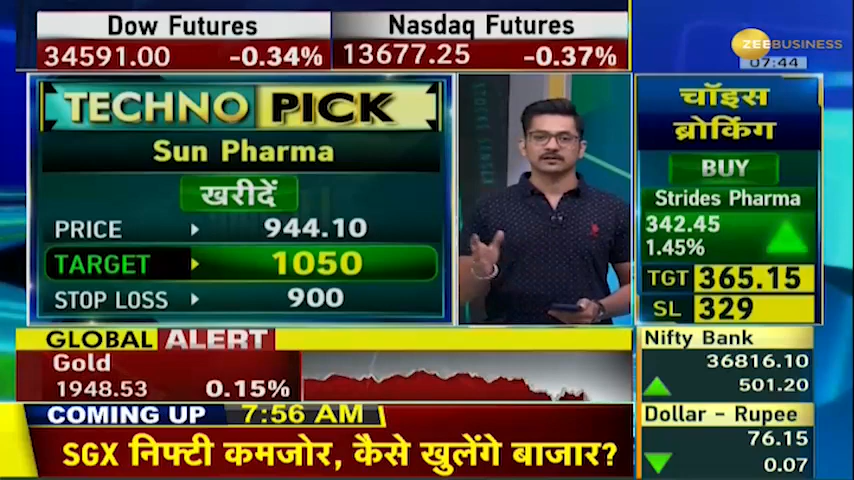 Dow Futures
34591.00 -0.34%
Nasdaq Futures
13677.25 -0.37%
ZEEBUSINESS
07:44
TECHNO PICK
Sun Pharma
खरीदें
PRICE 944.10
TARGET 1050
STOP LOSS 900
चॉइस
ब्रोकिंग
BUY
Strides Pharma
342.45
1.45%
TGT 365.15
SL 329
GLOBAL ALERT
Gold
1948.53 0.15%
Nifty Bank
36816.10
501.20
Dollar - Rupee
76.15
0.07
COMING UP 7:56 AM
SGX निफ्टी कमजोर, कैसे खुलेंगे बाजार?